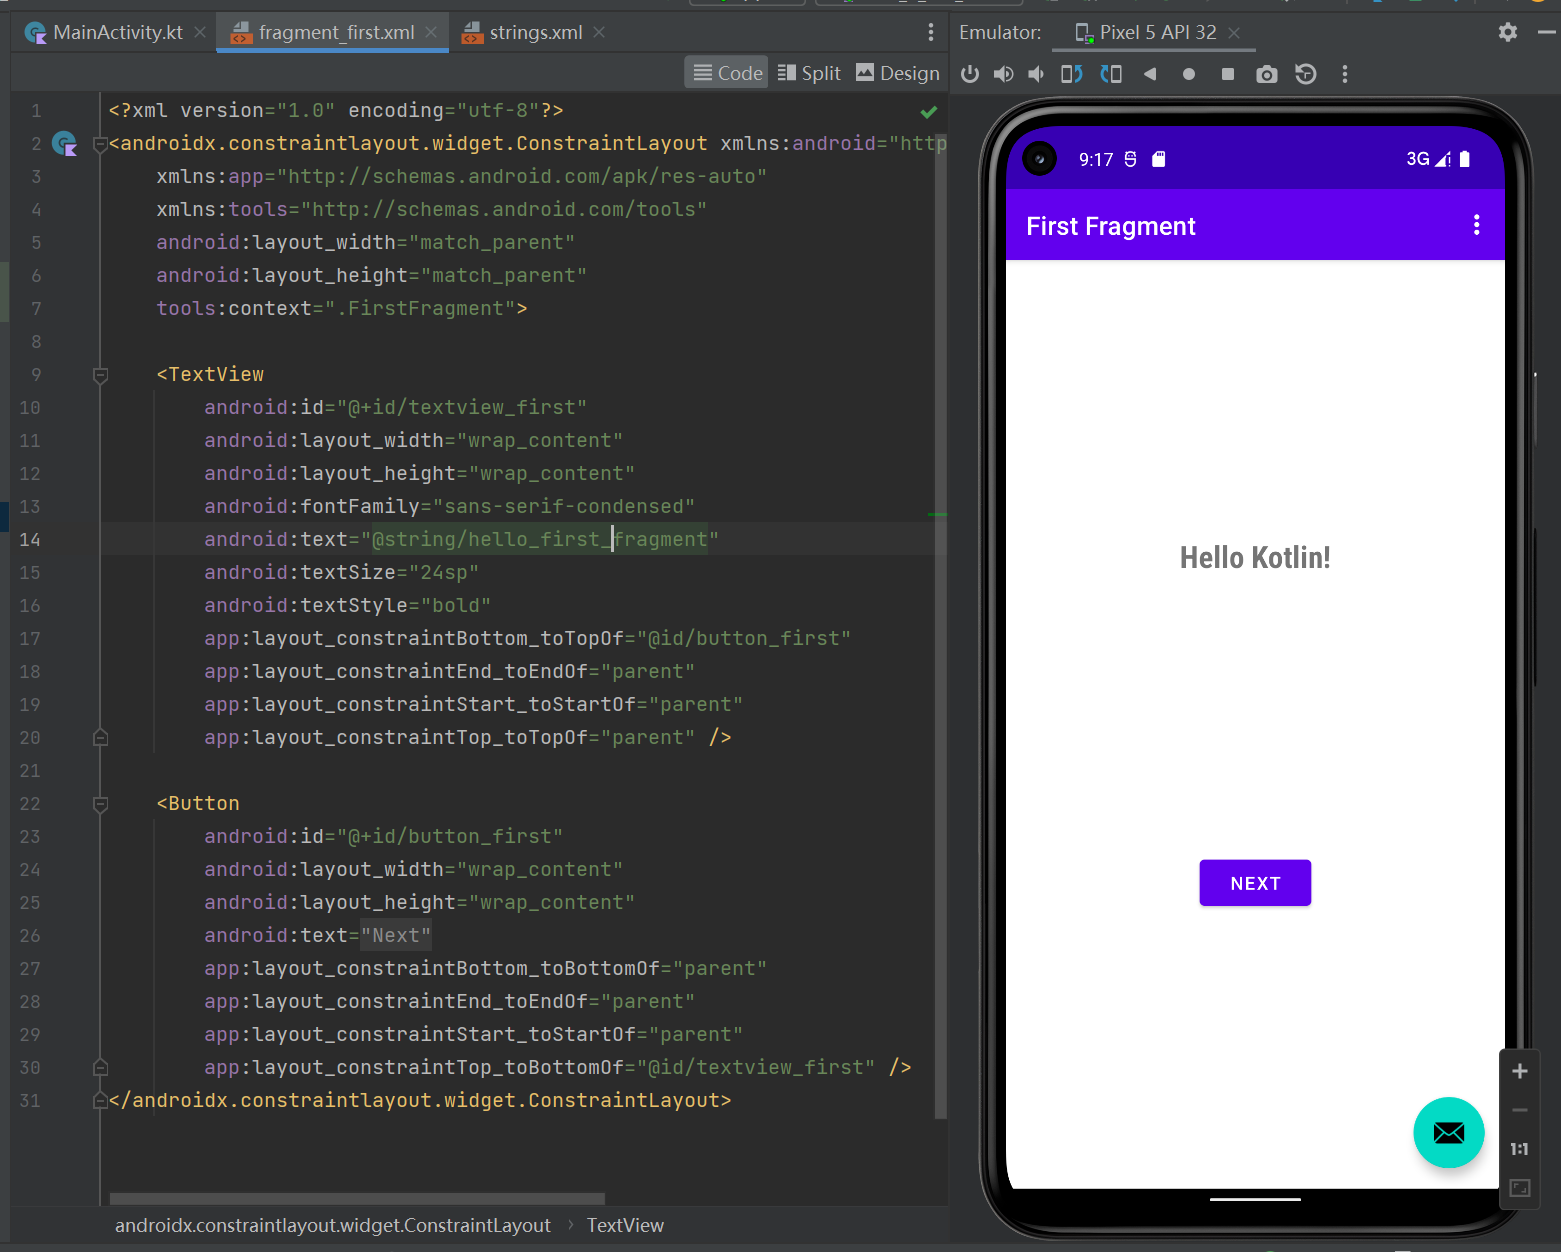 MainActivity.kt fragment_first.xml strings.xml
Emulator: Pixel 5 API 32
Code Split Design
1 <?xml version="1.0" encoding="utf-8"?>
2 <androidx.constraintlayout.widget.ConstraintLayout xmlns:android="http
3 xmlns:app="http://schemas.android.com/apk/res-auto"
4 xmlns:tools="http://schemas.android.com/tools"
5 android:layout_width="match_parent"
6 android:layout_height="match_parent"
7 tools:context=".FirstFragment">
8
9 <TextView
10 android:id="@+id/textview_first"
11 android:layout_width="wrap_content"
12 android:layout_height="wrap_content"
13 android:fontFamily="sans-serif-condensed"
14 android:text="@string/hello_first_fragment"
15 android:textSize="24sp"
16 android:textStyle="bold"
17 app:layout_constraintBottom_toTopOf="@id/button_first"
18 app:layout_constraintEnd_toEndOf="parent"
19 app:layout_constraintStart_toStartOf="parent"
20 app:layout_constraintTop_toTopOf="parent" />
21
22 <Button
23 android:id="@+id/button_first"
24 android:layout_width="wrap_content"
25 android:layout_height="wrap_content"
26 android:text="Next"
27 app:layout_constraintBottom_toBottomOf="parent"
28 app:layout_constraintEnd_toEndOf="parent"
29 app:layout_constraintStart_toStartOf="parent"
30 app:layout_constraintTop_toBottomOf="@id/textview_first" />
31 </androidx.constraintlayout.widget.ConstraintLayout>
androidx.constraintlayout.widget.ConstraintLayout › TextView
9:17 3G
First Fragment
Hello Kotlin!
NEXT
1:1